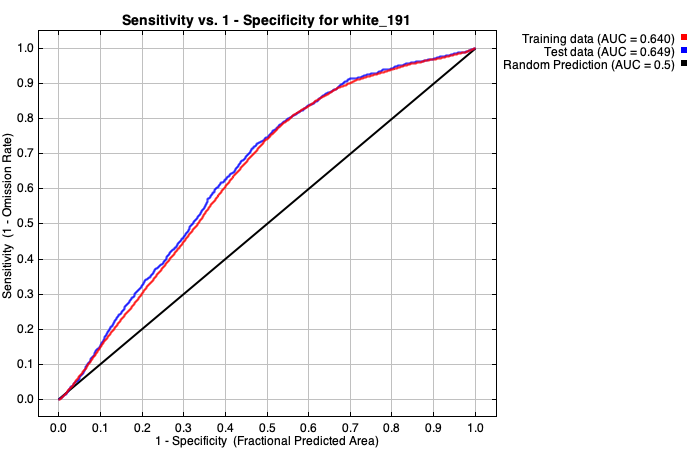 Sensitivity vs. 1 - Specificity for white_191
Training data (AUC = 0.640)
Test data (AUC = 0.649)
Random Prediction (AUC = 0.5)
Sensitivity (1 - Omission Rate)
1.0
0.9
0.8
0.7
0.6
0.5
0.4
0.3
0.2
0.1
0.0
0.0 0.1 0.2 0.3 0.4 0.5 0.6 0.7 0.8 0.9 1.0
1 - Specificity (Fractional Predicted Area)